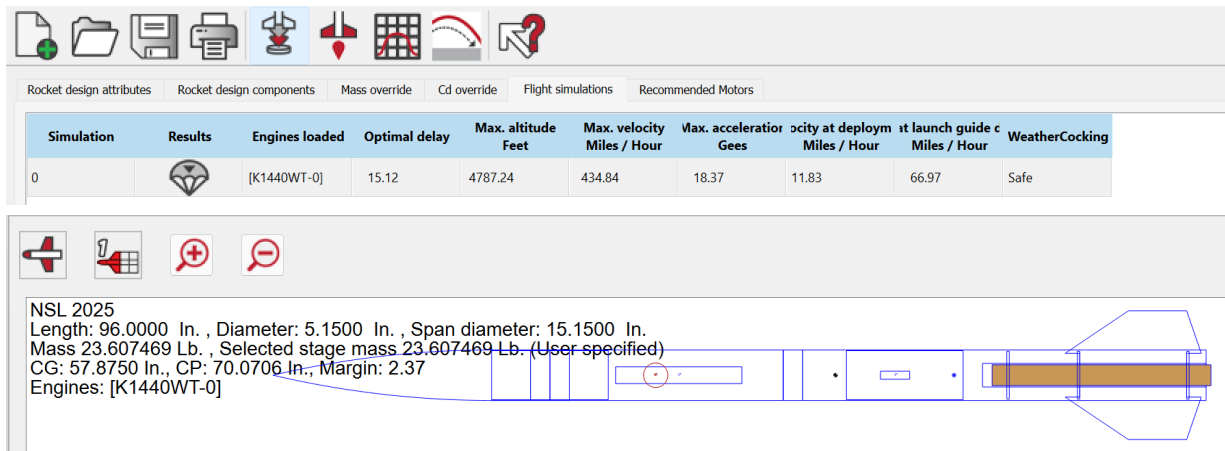 Rocket design attributes Rocket design components Mass override Cd override Flight simulations Recommended Motors
Simulation Results Engines loaded Optimal delay Max. altitude Feet Max. velocity Miles / Hour Max. acceleration Gees ocity at deploym Miles / Hour at launch guide d Miles / Hour WeatherCocking
0 [K1440WT-0] 15.12 4787.24 434.84 18.37 11.83 66.97 Safe
NSL 2025
Length: 96.0000 In. , Diameter: 5.1500 In. , Span diameter: 15.1500 In.
Mass 23.607469 Lb. , Selected stage mass 23.607469 Lb. (User specified)
CG: 57.8750 In., CP: 70.0706 In., Margin: 2.37
Engines: [K1440WT-0]